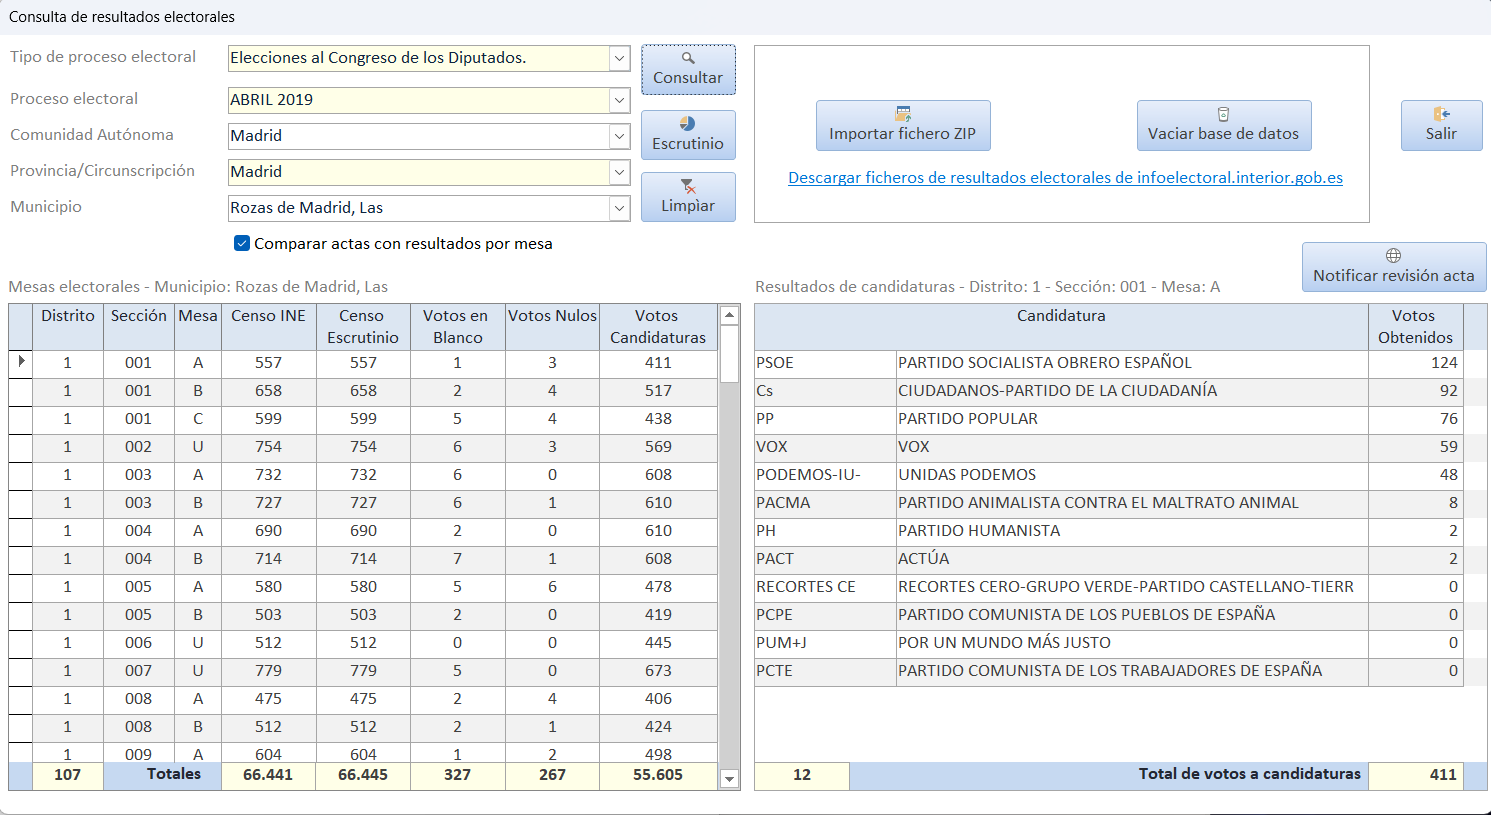 Consulta de resultados electorales
Tipo de proceso electoral Elecciones al Congreso de los Diputados.
Consultar
Proceso electoral ABRIL 2019
Comunidad Autónoma Madrid
Escrutinio
Provincia/Circunscripción Madrid
Municipio Rozas de Madrid, Las
Limpìar
Comparar actas con resultados por mesa
Importar fichero ZIP
Vaciar base de datos
Salir
Descargar ficheros de resultados electorales de infoelectoral.interior.gob.es
Notificar revisión acta
Mesas electorales - Municipio: Rozas de Madrid, Las
Distrito Sección Mesa Censo INE Censo Escrutinio Votos en Blanco Votos Nulos Votos Candidaturas
1 001 A 557 557 1 3 411
1 001 B 658 658 2 4 517
1 001 C 599 599 5 4 438
1 002 U 754 754 6 3 569
1 003 A 732 732 6 0 608
1 003 B 727 727 6 1 610
1 004 A 690 690 2 0 610
1 004 B 714 714 7 1 608
1 005 A 580 580 5 6 478
1 005 B 503 503 2 0 419
1 006 U 512 512 0 0 445
1 007 U 779 779 5 0 673
1 008 A 475 475 2 4 406
1 008 B 512 512 2 1 424
1 009 A 604 604 1 2 498
107 Totales 66.441 66.445 327 267 55.605
Resultados de candidaturas - Distrito: 1 - Sección: 001 - Mesa: A
Candidatura Votos Obtenidos
PSOE PARTIDO SOCIALISTA OBRERO ESPAÑOL 124
Cs CIUDADANOS-PARTIDO DE LA CIUDADANÍA 92
PP PARTIDO POPULAR 76
VOX VOX 59
PODEMOS-IU- UNIDAS PODEMOS 48
PACMA PARTIDO ANIMALISTA CONTRA EL MALTRATO ANIMAL 8
PH PARTIDO HUMANISTA 2
PACT ACTÚA 2
RECORTES CE RECORTES CERO-GRUPO VERDE-PARTIDO CASTELLANO-TIERR 0
PCPE PARTIDO COMUNISTA DE LOS PUEBLOS DE ESPAÑA 0
PUM+J POR UN MUNDO MÁS JUSTO 0
PCTE PARTIDO COMUNISTA DE LOS TRABAJADORES DE ESPAÑA 0
12 Total de votos a candidaturas 411